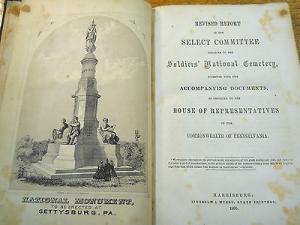 NATIONAL MONUMENT,
TO BE ERECTED AT
GETTYSBURG, PA.
REVISED REPORT
OF THE
SELECT COMMITTEE
RELATIVE TO THE
Soldiers' National Cemetery,
TOGETHER WITH THE
ACCOMPANYING DOCUMENTS,
AS REPORTED TO THE
HOUSE OF REPRESENTATIVES
OF THE
COMMONWEALTH OF PENNSYLVANIA.
HARRISBURG:
SINGERLY & MYERS, STATE PRINTERS.
1865.